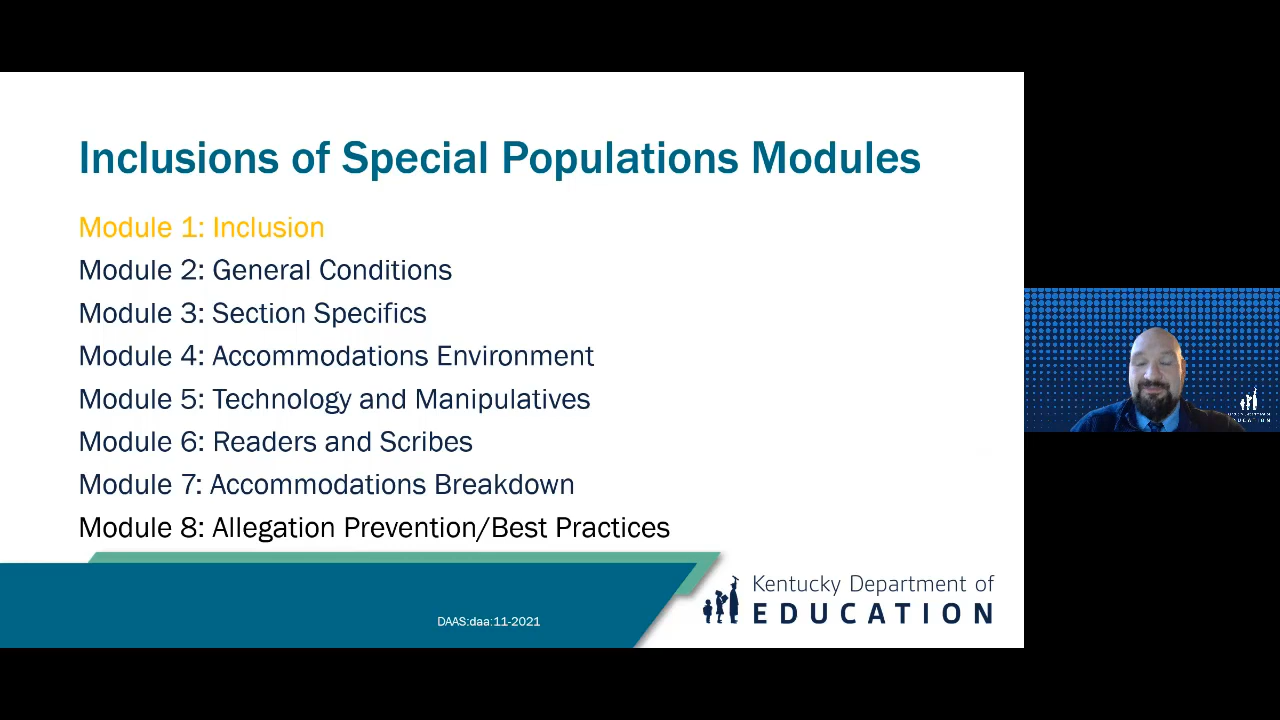 Inclusions of Special Populations Modules
Module 1: Inclusion
Module 2: General Conditions
Module 3: Section Specifics
Module 4: Accommodations Environment
Module 5: Technology and Manipulatives
Module 6: Readers and Scribes
Module 7: Accommodations Breakdown
Module 8: Allegation Prevention/Best Practices
DAAS:daa:11-2021
Kentucky Department of
EDUCATION
EDUCATION